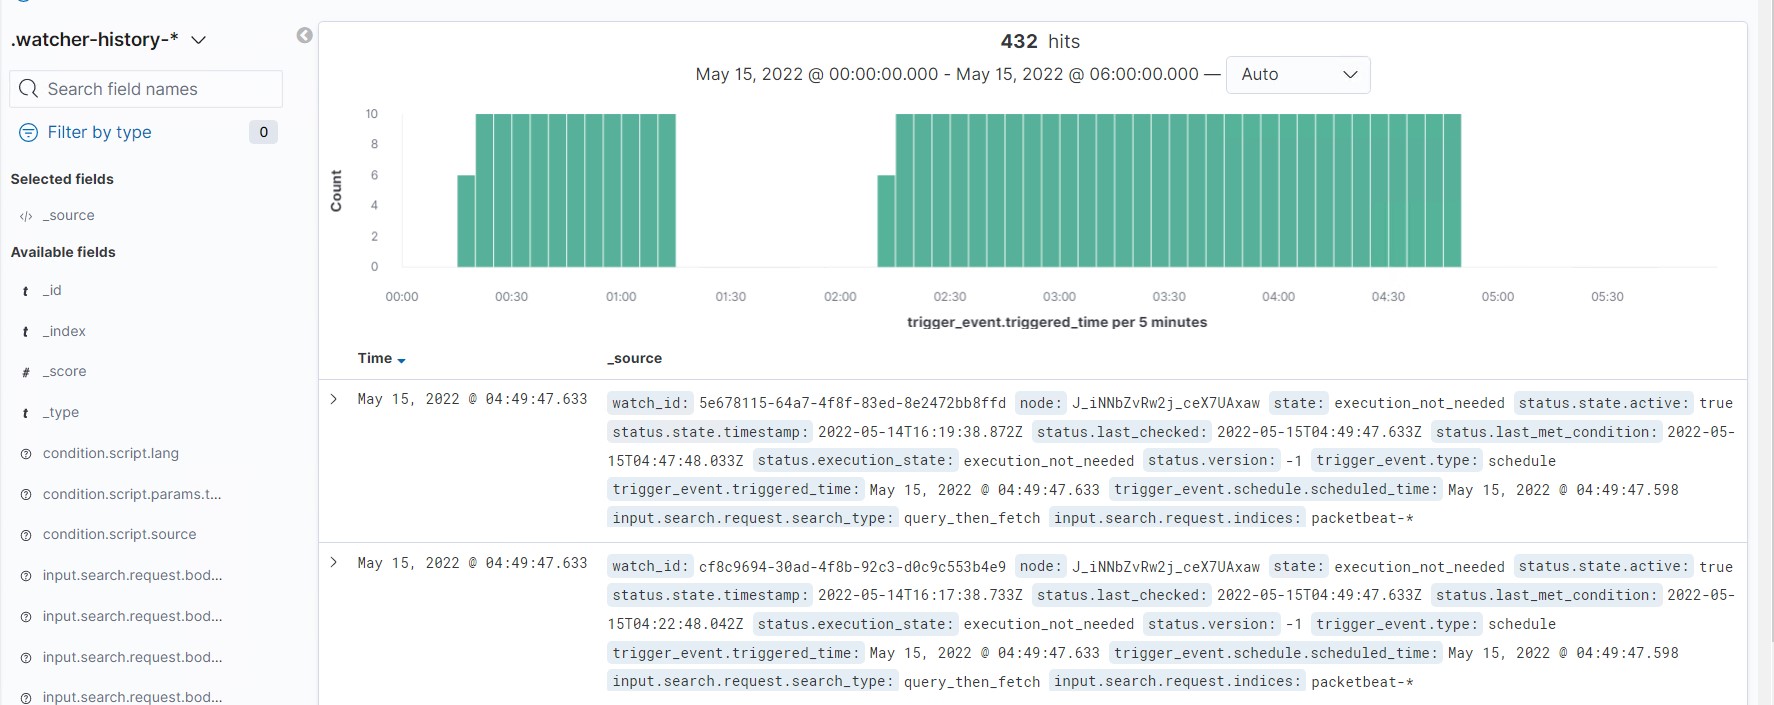 .watcher-history-*
Search field names
Filter by type 0
Selected fields
</> _source
Available fields
t _id
t _index
# _score
t _type
condition.script.lang
condition.script.params.t...
condition.script.source
input.search.request.bod...
input.search.request.bod...
input.search.request.bod...
input.search.request.bod...
432 hits
May 15, 2022 @ 00:00:00.000 - May 15, 2022 @ 06:00:00.000 — Auto
Count
10
8
6
4
2
0
00:00 00:30 01:00 01:30 02:00 02:30 03:00 03:30 04:00 04:30 05:00 05:30
trigger_event.triggered_time per 5 minutes
Time _source
May 15, 2022 @ 04:49:47.633
watch_id: 5e678115-64a7-4f8f-83ed-8e2472bb8ffd node: J_iNNbZvRw2j_ceX7UAxaw state: execution_not_needed status.state.active: true
status.state.timestamp: 2022-05-14T16:19:38.872Z status.last_checked: 2022-05-15T04:49:47.633Z status.last_met_condition: 2022-05-
15T04:47:48.033Z status.execution_state: execution_not_needed status.version: -1 trigger_event.type: schedule
trigger_event.triggered_time: May 15, 2022 @ 04:49:47.633 trigger_event.schedule.scheduled_time: May 15, 2022 @ 04:49:47.598
input.search.request.search_type: query_then_fetch input.search.request.indices: packetbeat-*
May 15, 2022 @ 04:49:47.633
watch_id: cf8c9694-30ad-4f8b-92c3-d0c9c553b4e9 node: J_iNNbZvRw2j_ceX7UAxaw state: execution_not_needed status.state.active: true
status.state.timestamp: 2022-05-14T16:17:38.733Z status.last_checked: 2022-05-15T04:49:47.633Z status.last_met_condition: 2022-05-
15T04:22:48.042Z status.execution_state: execution_not_needed status.version: -1 trigger_event.type: schedule
trigger_event.triggered_time: May 15, 2022 @ 04:49:47.633 trigger_event.schedule.scheduled_time: May 15, 2022 @ 04:49:47.598
input.search.request.search_type: query_then_fetch input.search.request.indices: packetbeat-*